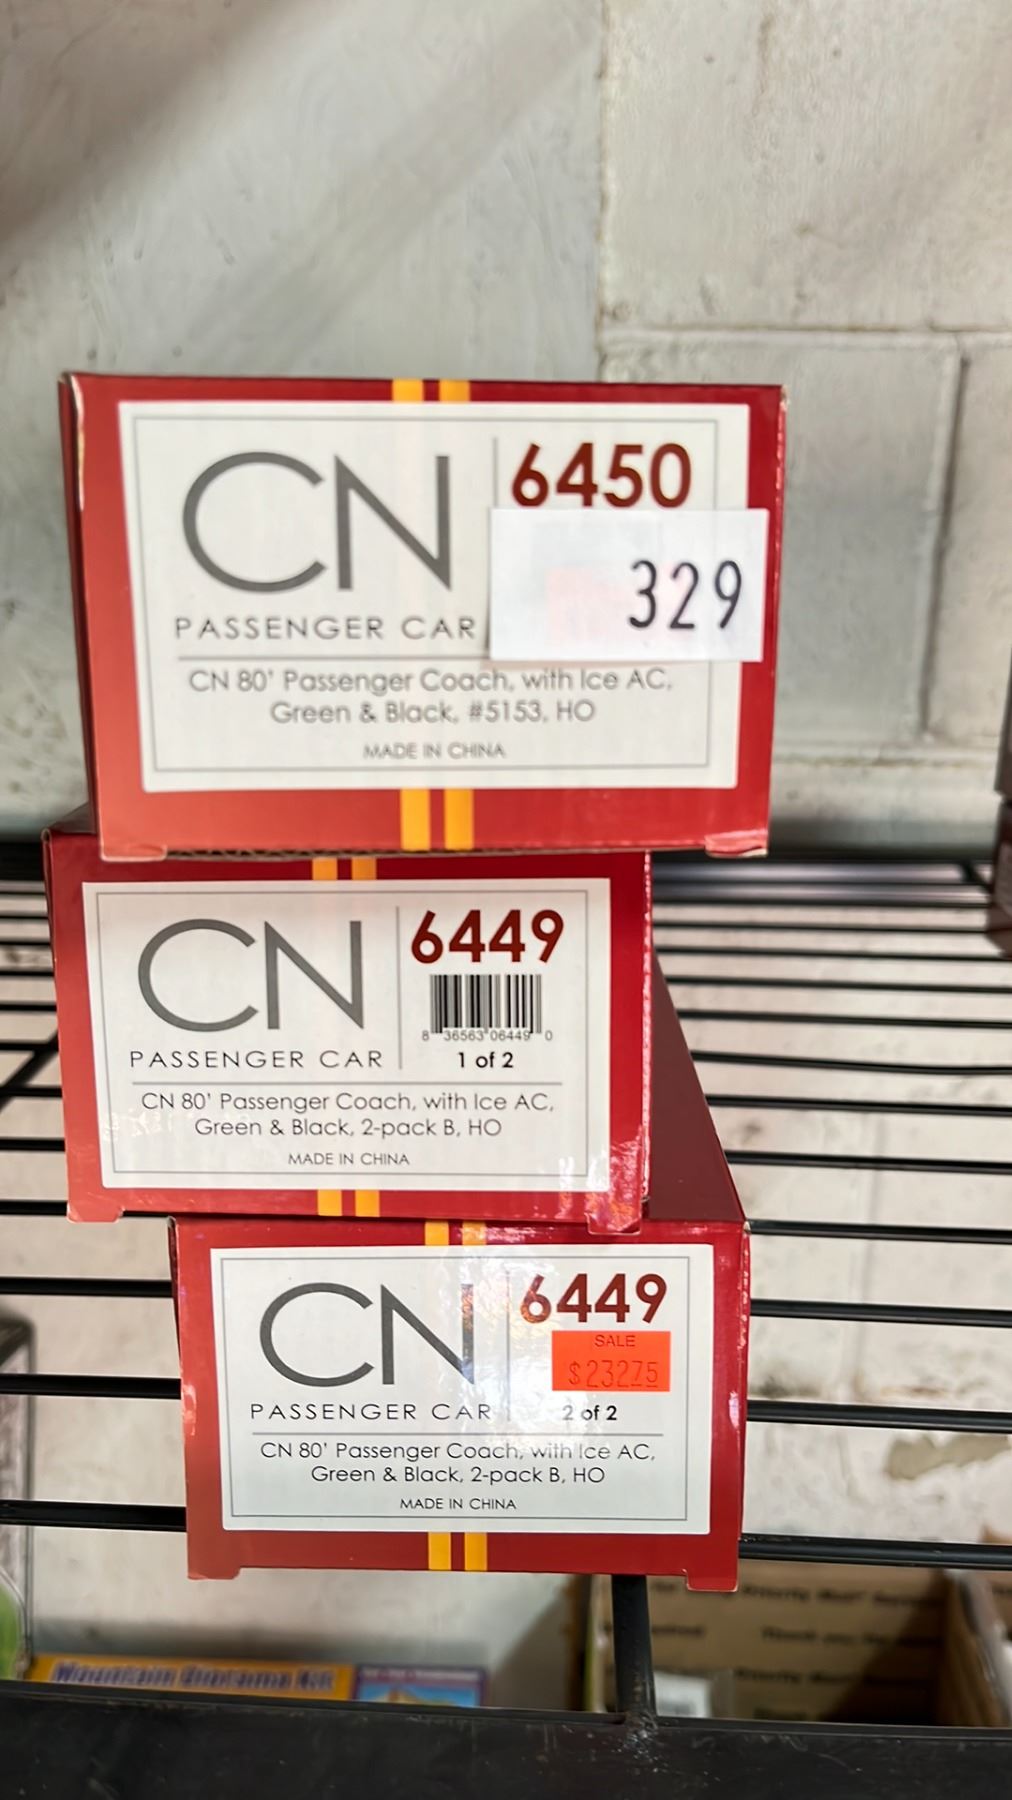 CN
6450
329
PASSENGER CAR
CN 80' Passenger Coach, with Ice AC,
Green & Black, #5153, HO
MADE IN CHINA
CN
6449
8 36563 06449 0
PASSENGER CAR
1 of 2
CN 80' Passenger Coach, with Ice AC,
Green & Black, 2-pack B, HO
MADE IN CHINA
CN
6449
SALE
$232.75
PASSENGER CAR
2 of 2
CN 80' Passenger Coach, with Ice AC,
Green & Black, 2-pack B, HO
MADE IN CHINA
Mountain Diorama Kit